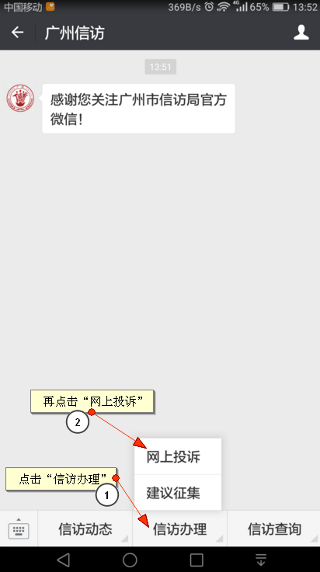 中国移动 369B/s 4G 65% 13:52
广州信访
13:51
感谢您关注广州市信访局官方
微信！
再点击“网上投诉”
2
网上投诉
点击“信访办理”
1
建议征集
信访动态 信访办理 信访查询